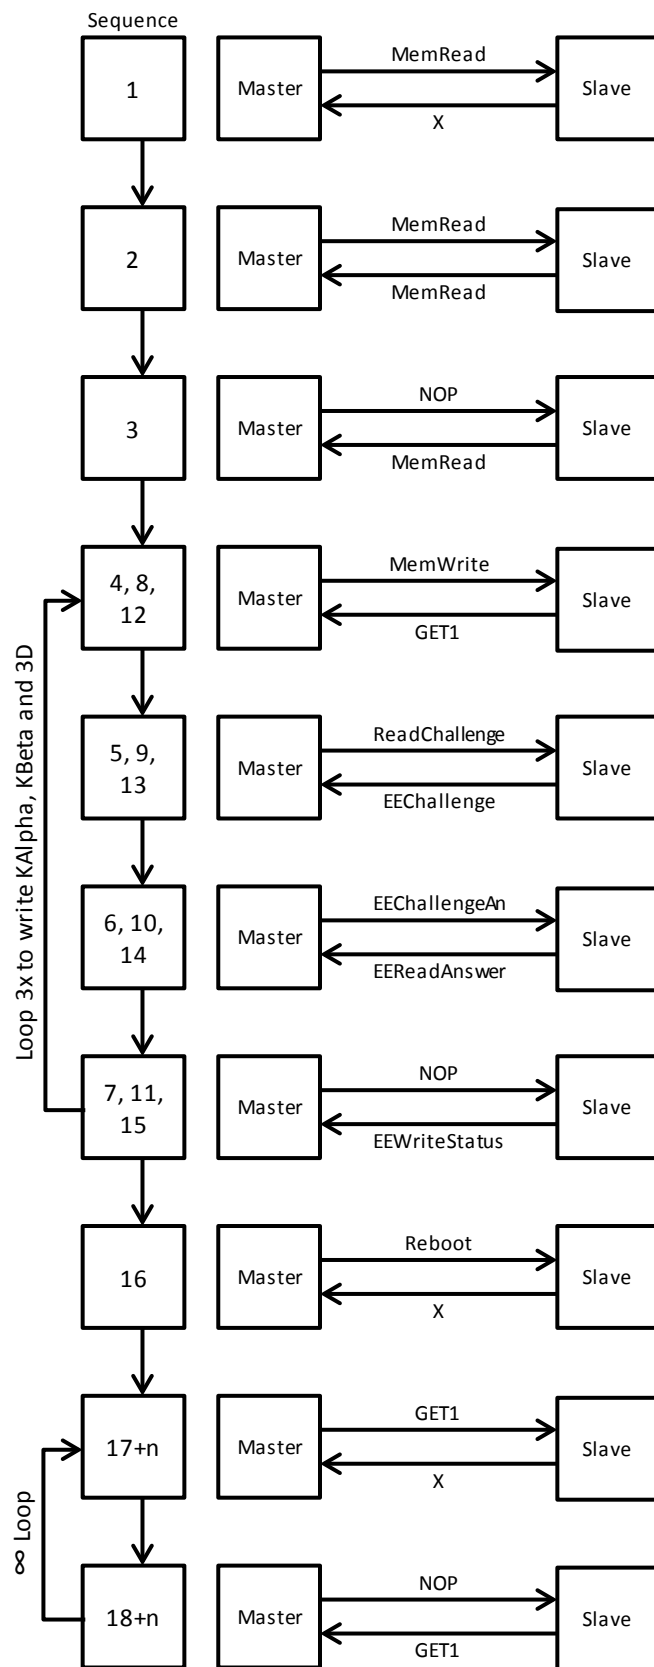 Sequence
1
Master
MemRead
X
Slave
2
Master
MemRead
MemRead
Slave
3
Master
NOP
MemRead
Slave
Loop 3x to write KAlpha, KBeta and 3D
4, 8,
12
Master
MemWrite
GET1
Slave
5, 9,
13
Master
ReadChallenge
EEChallenge
Slave
6, 10,
14
Master
EEChallengeAn
EEReadAnswer
Slave
7, 11,
15
Master
NOP
EEWriteStatus
Slave
16
Master
Reboot
X
Slave
∞ Loop
17+n
Master
GET1
X
Slave
18+n
Master
NOP
GET1
Slave